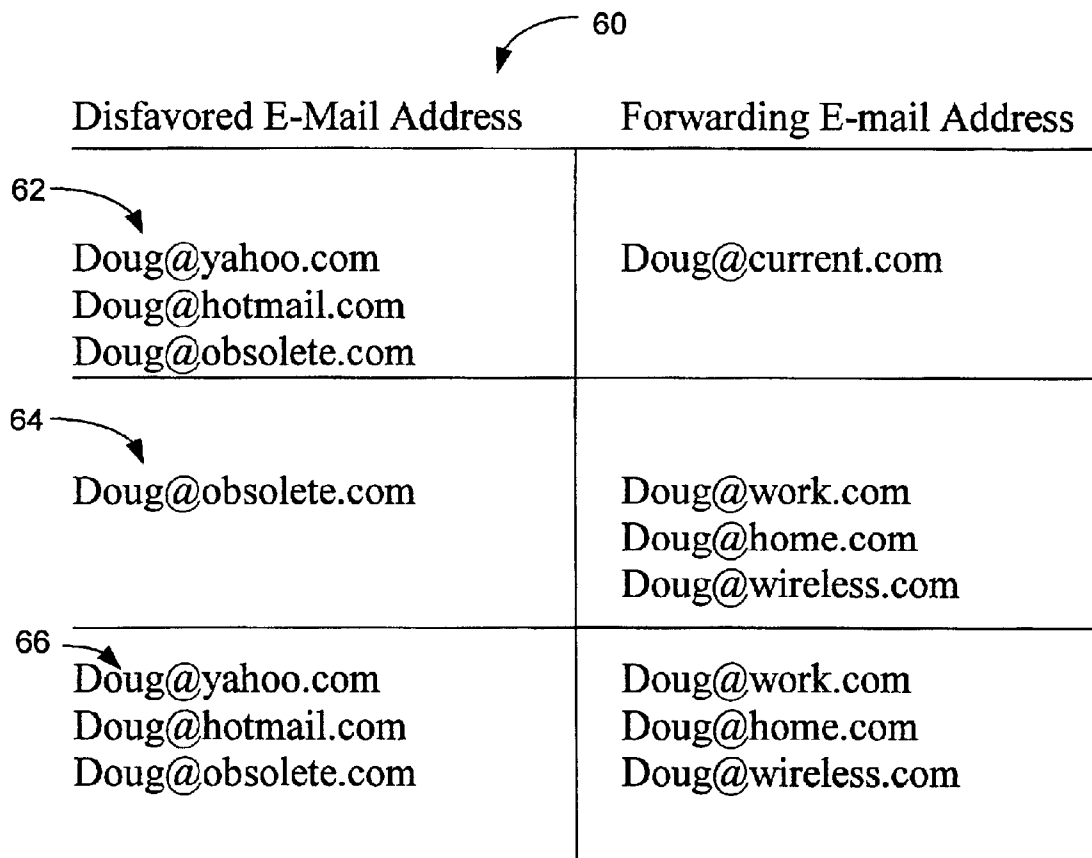 60
Disfavored E-Mail Address Forwarding E-mail Address
62
Doug@yahoo.com Doug@current.com
Doug@hotmail.com
Doug@obsolete.com
64
Doug@obsolete.com Doug@work.com
Doug@home.com
Doug@wireless.com
66
Doug@yahoo.com Doug@work.com
Doug@hotmail.com Doug@home.com
Doug@obsolete.com Doug@wireless.com